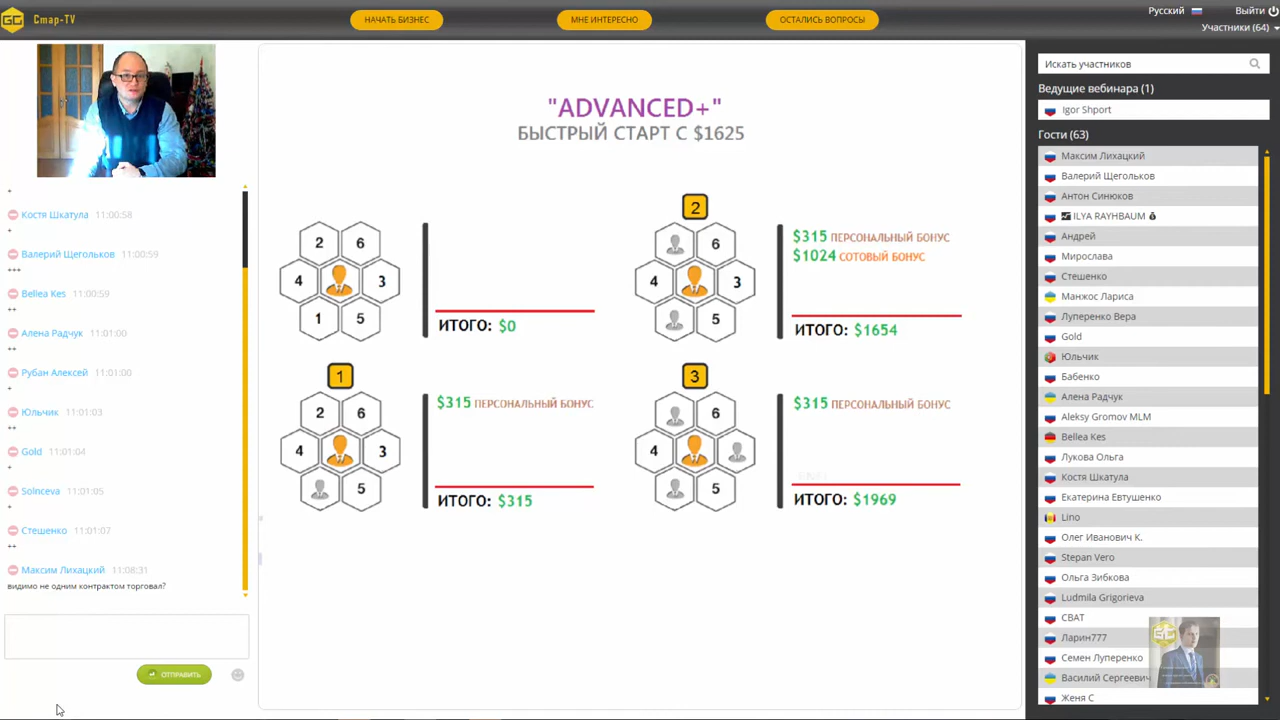 Стар-TV
НАЧАТЬ БИЗНЕС
МНЕ ИНТЕРЕСНО
ОСТАЛИСЬ ВОПРОСЫ
Русский
Выйти
Участники (64)
+
Костя Шкатула 11:00:58
+
Валерий Щегольков 11:00:59
+++
Bellea Kes 11:00:59
++
Алена Радчук 11:01:00
++
Рубан Алексей 11:01:00
+
Юльчик 11:01:03
++
Gold 11:01:04
+
Solnceva 11:01:05
+
Стешенко 11:01:07
++
Максим Лихацкий 11:08:31
видимо не одним контрактом торговал?
ОТПРАВИТЬ
"ADVANCED+"
БЫСТРЫЙ СТАРТ С $1625
2 6
4 3
1 5
ИТОГО: $0
2
6
4 3
5
$315 ПЕРСОНАЛЬНЫЙ БОНУС
$1024 СОТОВЫЙ БОНУС
ИТОГО: $1654
1
2 6
4 3
5
$315 ПЕРСОНАЛЬНЫЙ БОНУС
ИТОГО: $315
3
6
4
5
$315 ПЕРСОНАЛЬНЫЙ БОНУС
ИТОГО: $1969
Искать участников
Ведущие вебинара (1)
Igor Shport
Гости (63)
Максим Лихацкий
Валерий Щегольков
Антон Синюков
ILYA RAYHBAUM
Андрей
Мирослава
Стешенко
Манжос Лариса
Луперенко Вера
Gold
Юльчик
Бабенко
Алена Радчук
Aleksy Gromov MLM
Bellea Kes
Лукова Ольга
Костя Шкатула
Екатерина Евтушенко
Lino
Олег Иванович К.
Stepan Vero
Ольга Зибкова
Ludmila Grigorieva
СВАТ
Ларин777
Семен Луперенко
Василий Сергеевич
Женя С